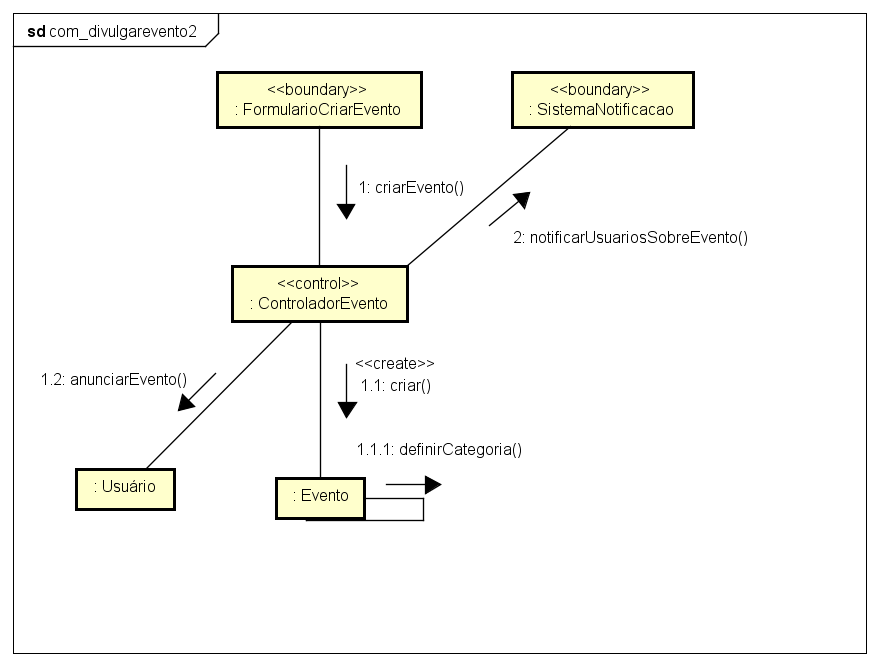 sd com_divulgarevento2
<<boundary>>
: FormularioCriarEvento
<<boundary>>
: SistemaNotificacao
1: criarEvento()
2: notificarUsuariosSobreEvento()
<<control>>
: ControladorEvento
1.2: anunciarEvento()
<<create>>
1.1: criar()
1.1.1: definirCategoria()
: Usuário
: Evento